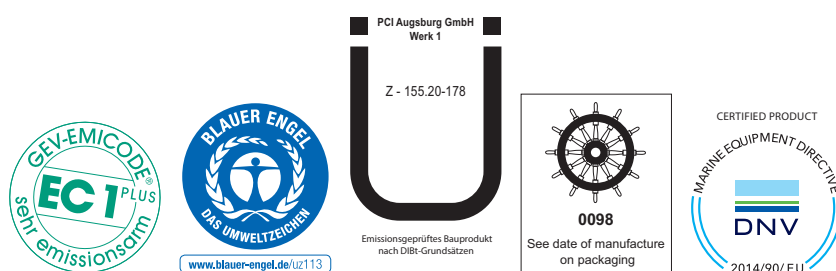 GEV-EMICODE®
EC1 PLUS
sehr emissionsarm
BLAUER ENGEL
DAS UMWELTZEICHEN
www.blauer-engel.de/uz113
PCI Augsburg GmbH
Werk 1
Z - 155.20-178
Emissionsgeprüftes Bauprodukt
nach DIBt-Grundsätzen
0098
See date of manufacture
on packaging
CERTIFIED PRODUCT
MARINE EQUIPMENT DIRECTIVE
DNV
2014/90/EU